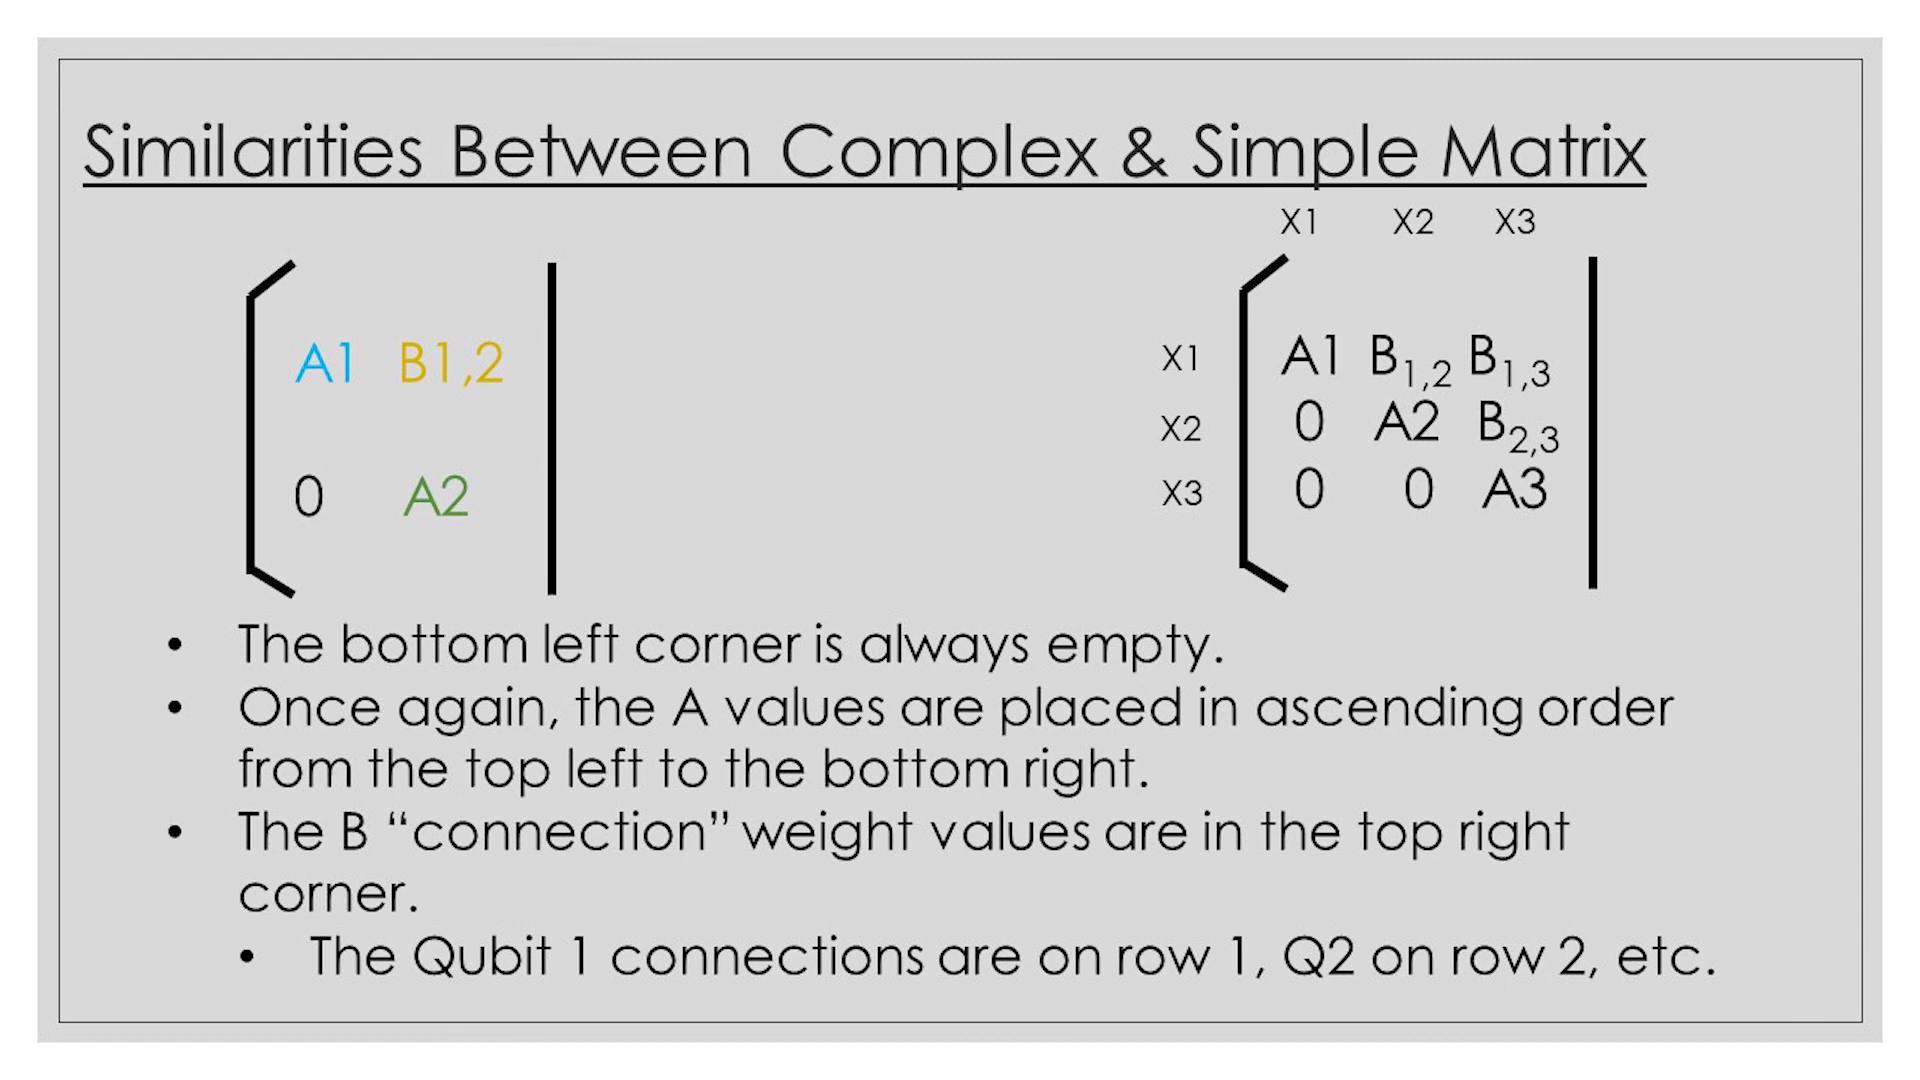 Similarities Between Complex & Simple Matrix
X1 X2 X3
A1 B1,2
0 A2
X1 A1 B1,2 B1,3
X2 0 A2 B2,3
X3 0 0 A3
• The bottom left corner is always empty.
• Once again, the A values are placed in ascending order
from the top left to the bottom right.
• The B “connection” weight values are in the top right
corner.
• The Qubit 1 connections are on row 1, Q2 on row 2, etc.